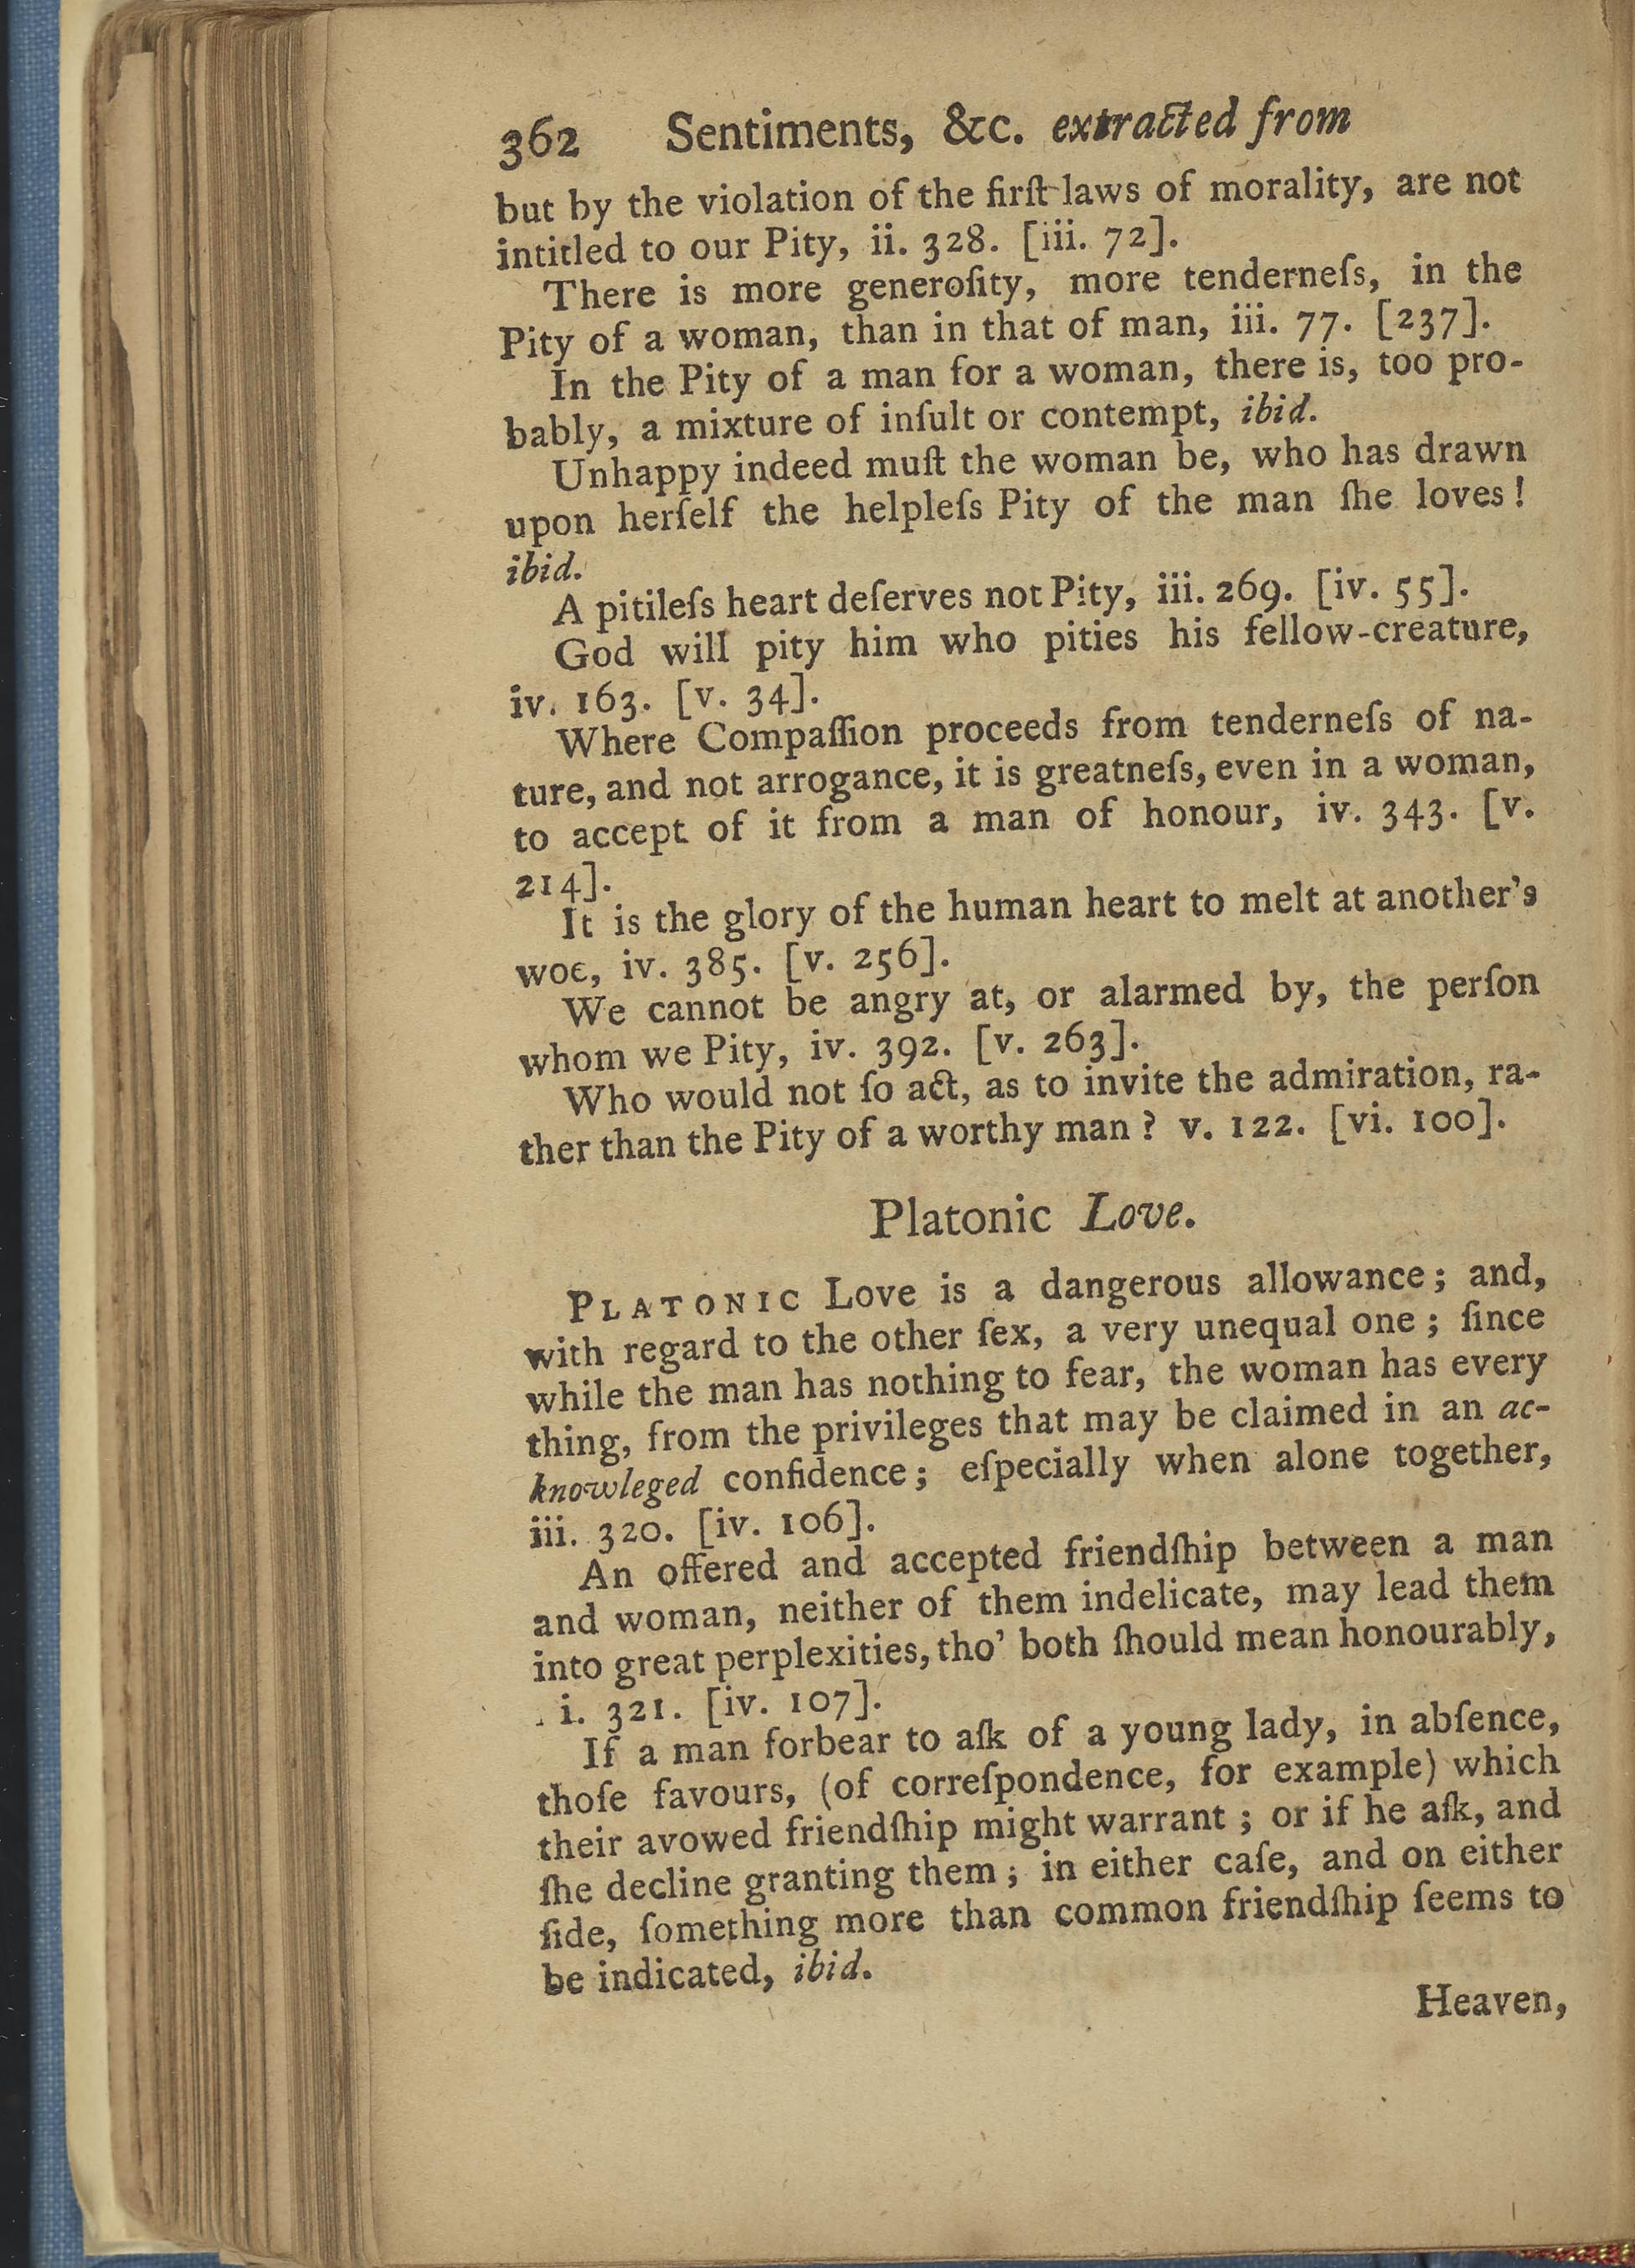 362 Sentiments, &c. extracted from
but by the violation of the firſt laws of morality, are not
intitled to our Pity, ii. 328. [iii. 72].
There is more generoſity, more tenderneſs, in the
Pity of a woman, than in that of man, iii. 77. [237].
In the Pity of a man for a woman, there is, too pro-
bably, a mixture of inſult or contempt, ibid.
Unhappy indeed muſt the woman be, who has drawn
upon herſelf the helpleſs Pity of the man ſhe loves!
ibid.
A pitileſs heart deſerves not Pity, iii. 269. [iv. 55].
God will pity him who pities his fellow-creature,
iv. 163. [v. 34].
Where Compaſſion proceeds from tenderneſs of na-
ture, and not arrogance, it is greatneſs, even in a woman,
to accept of it from a man of honour, iv. 343. [v.
214].
It is the glory of the human heart to melt at another's
woe, iv. 385. [v. 256].
We cannot be angry at, or alarmed by, the perſon
whom we Pity, iv. 392. [v. 263].
Who would not ſo act, as to invite the admiration, ra-
ther than the Pity of a worthy man? v. 122. [vi. 100].
Platonic Love.
PLATONIC Love is a dangerous allowance; and,
with regard to the other ſex, a very unequal one; ſince
while the man has nothing to fear, the woman has every
thing, from the privileges that may be claimed in an ac-
knowleged confidence; eſpecially when alone together,
iii. 320. [iv. 106].
An offered and accepted friendſhip between a man
and woman, neither of them indelicate, may lead them
into great perplexities, tho' both ſhould mean honourably,
i. 321. [iv. 107].
If a man forbear to aſk of a young lady, in abſence,
thoſe favours, (of correſpondence, for example) which
their avowed friendſhip might warrant; or if he aſk, and
ſhe decline granting them; in either caſe, and on either
ſide, ſomething more than common friendſhip ſeems to
be indicated, ibid.
Heaven,